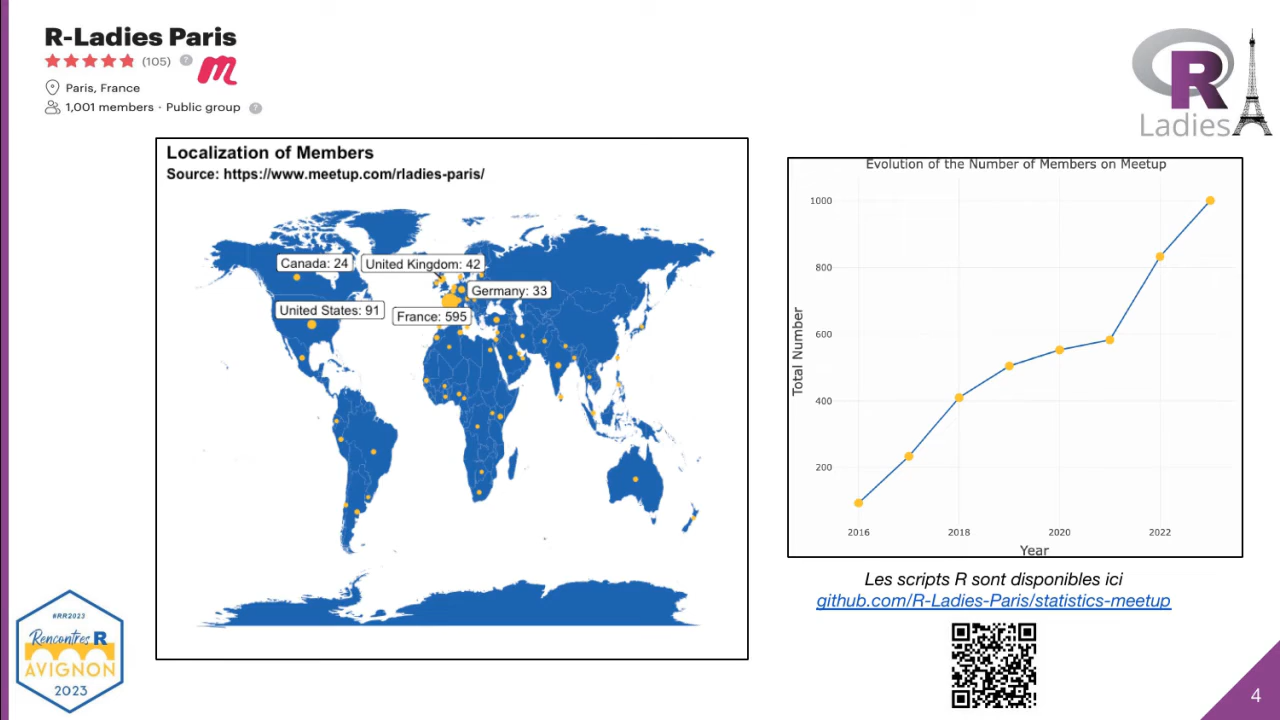 R-Ladies Paris
(105) ?
m
Paris, France
1,001 members · Public group ?
R
Ladies
Localization of Members
Source: https://www.meetup.com/rladies-paris/
Canada: 24
United Kingdom: 42
Germany: 33
United States: 91
France: 595
Evolution of the Number of Members on Meetup
1000
800
600
400
200
Total Number
2016 2018 2020 2022
Year
Les scripts R sont disponibles ici
github.com/R-Ladies-Paris/statistics-meetup
#RR2023
Rencontres R
AVIGNON
2023
4